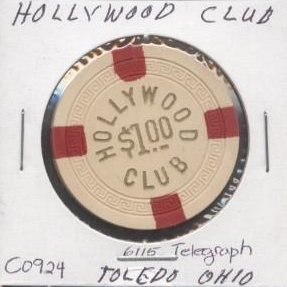 HOLLYWOOD CLUB
HOLLYWOOD
$1.00
CLUB
6115 Telegraph
C0924 TOLEDO OHIO